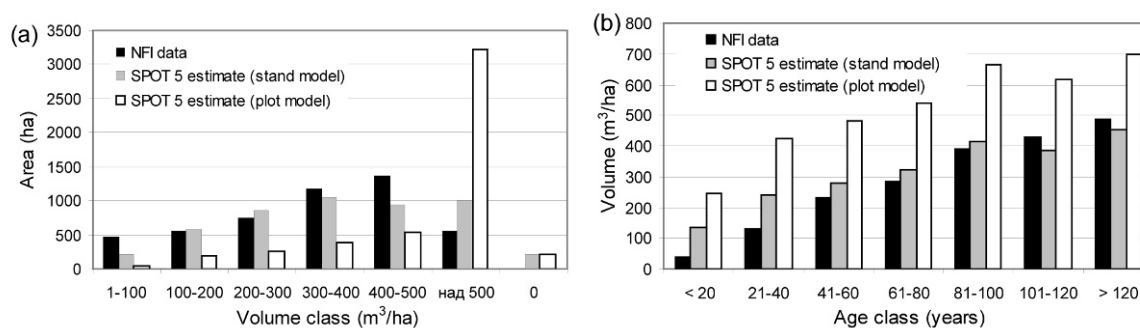 (a)
3500
3000
2500
2000
1500
1000
500
0
Area (ha)
NFI data
SPOT 5 estimate (stand model)
SPOT 5 estimate (plot model)
1-100 100-200 200-300 300-400 400-500 над 500 0
Volume class (m³/ha)
(b)
800
700
600
500
400
300
200
100
0
Volume (m³/ha)
NFI data
SPOT 5 estimate (stand model)
SPOT 5 estimate (plot model)
< 20 21-40 41-60 61-80 81-100 101-120 > 120
Age class (years)